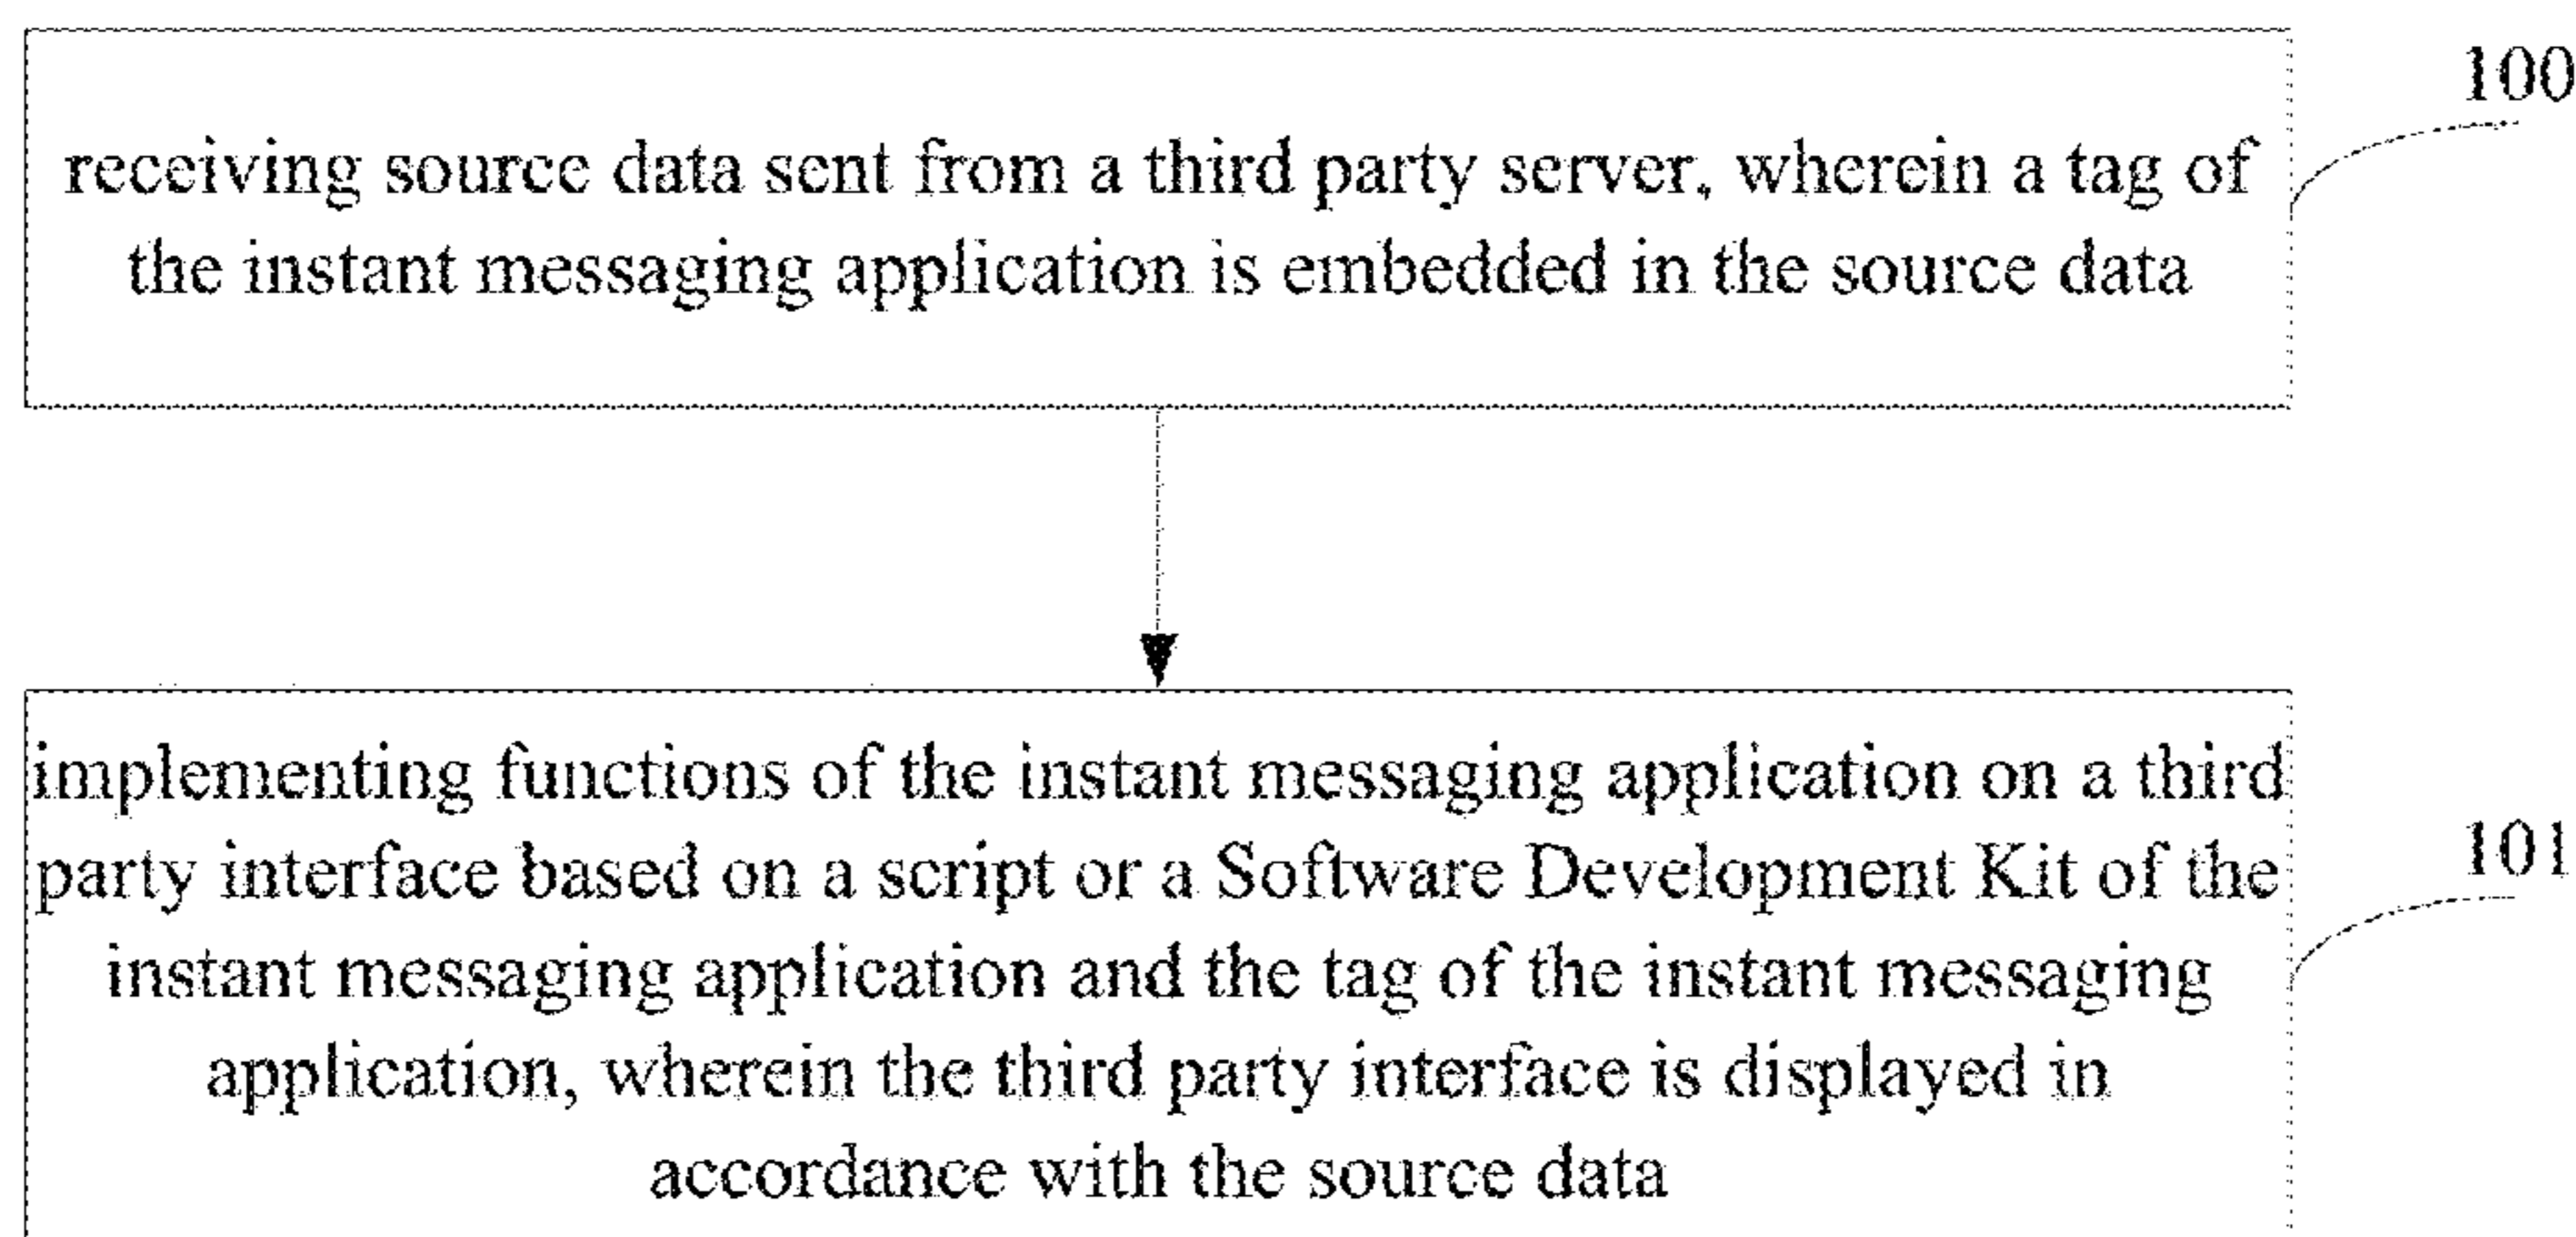 100
receiving source data sent from a third party server, wherein a tag of
the instant messaging application is embedded in the source data
implementing functions of the instant messaging application on a third
party interface based on a script or a Software Development Kit of the
101
instant messaging application and the tag of the instant messaging
application, wherein the third party interface is displayed in
accordance with the source data